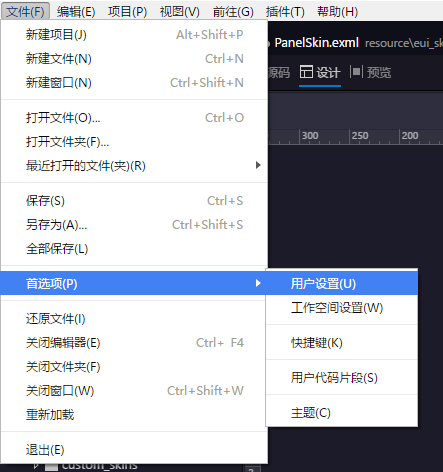 文件(F) 编辑(E) 项目(P) 视图(V) 前往(G) 插件(T) 帮助(H)
新建项目(J) Alt+Shift+P
新建文件(N) Ctrl+N
新建窗口(N) Ctrl+Shift+N
打开文件(O)... Ctrl+O
打开文件夹(F)...
最近打开的文件(夹)(R)
保存(S) Ctrl+S
另存为(A)... Ctrl+Shift+S
全部保存(L)
首选项(P)
还原文件(I)
关闭编辑器(E) Ctrl+ F4
关闭文件夹(F)
关闭窗口(W) Ctrl+Shift+W
重新加载
退出(E)
PanelSkin.exml resource\eui_sk
源码 设计 预览
300 250 200
用户设置(U)
工作空间设置(W)
快捷键(K)
用户代码片段(S)
主题(C)
custom_skins